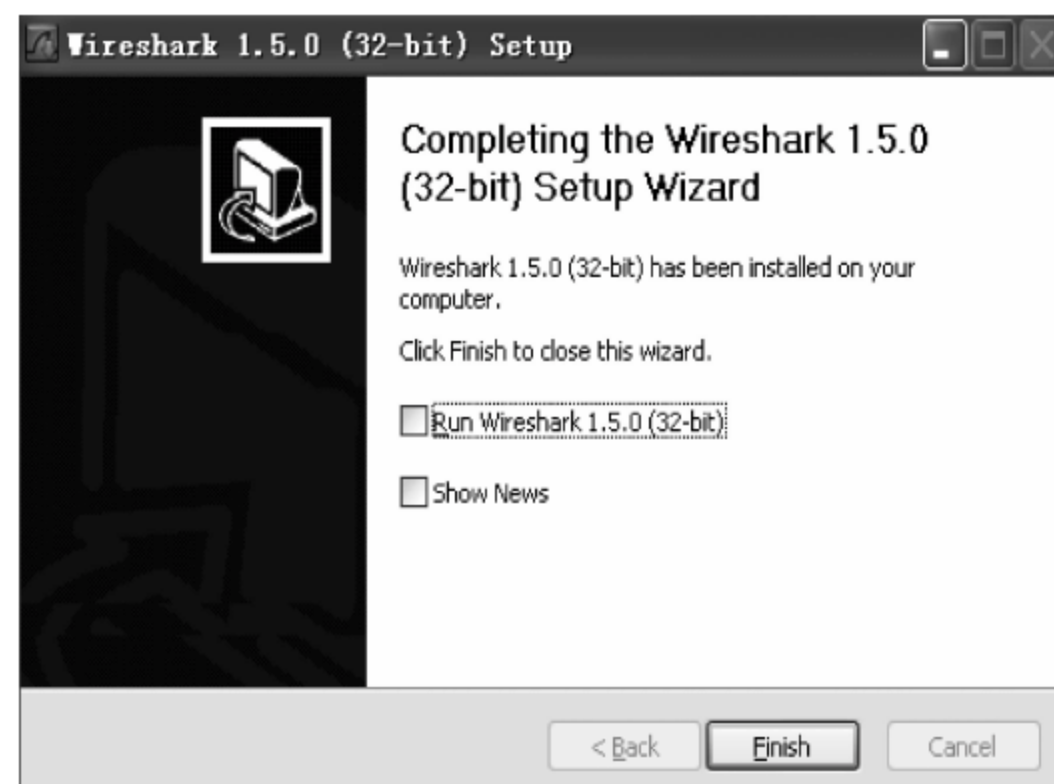 Wireshark 1.5.0 (32-bit) Setup
Completing the Wireshark 1.5.0
(32-bit) Setup Wizard
Wireshark 1.5.0 (32-bit) has been installed on your
computer.
Click Finish to close this wizard.
Run Wireshark 1.5.0 (32-bit)
Show News
< Back Finish Cancel